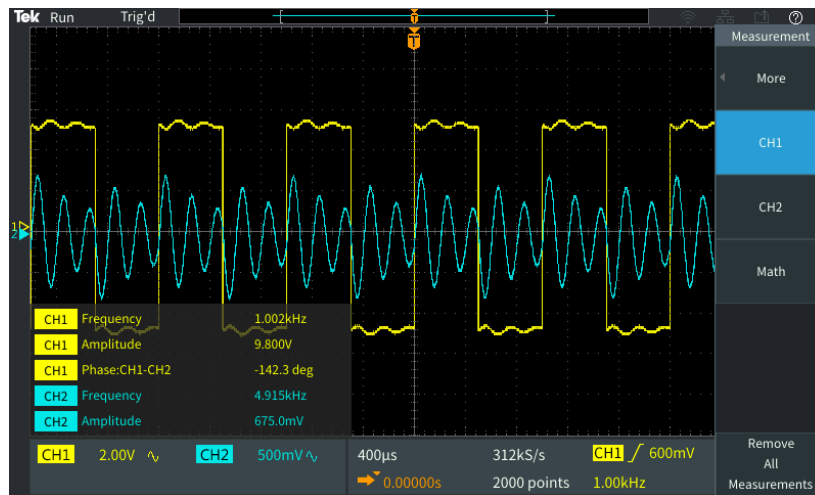 Tek Run Trig'd
T
T
Measurement
More
CH1
CH2
Math
1
2
CH1 Frequency 1.002kHz
CH1 Amplitude 9.800V
CH1 Phase:CH1-CH2 -142.3 deg
CH2 Frequency 4.915kHz
CH2 Amplitude 675.0mV
CH1 2.00V CH2 500mV
400µs 312kS/s CH1 600mV
T 0.00000s 2000 points 1.00kHz
Remove
All
Measurements